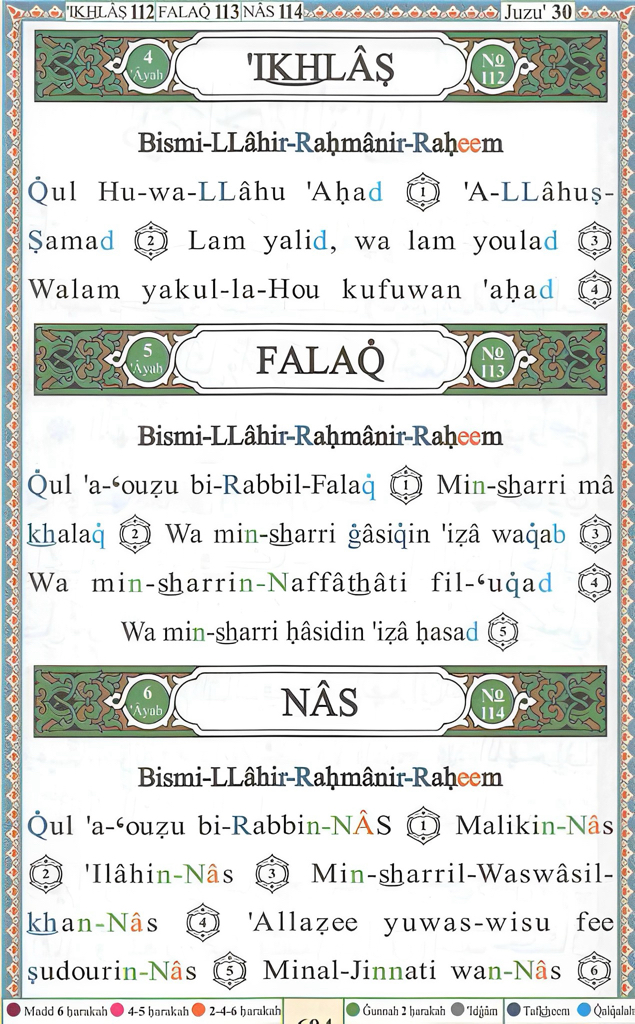 'IKHLÂṢ 112 FALAQ̇ 113 NÂS 114 Juzu' 30
4 'Âyah 'IKHLÂṢ No 112
Bismi-LLâhir-Raḥmânir-Raḥeem
Q̇ul Hu-wa-LLâhu 'Aḥad 1 'A-LLâhuṣ-
Ṣamad 2 Lam yalid, wa lam youlad 3
Walam yakul-la-Hou kufuwan 'aḥad 4
5 'Âyah FALAQ̇ No 113
Bismi-LLâhir-Raḥmânir-Raḥeem
Q̇ul 'a-ʿouẓu bi-Rabbil-Falaq̇ 1 Min-sharri mâ
khalaq̇ 2 Wa min-sharri ġâsiq̇in 'iẓâ waq̇ab 3
Wa min-sharrin-Naffâthâti fil-ʿuq̇ad 4
Wa min-sharri ḥâsidin 'iẓâ ḥasad 5
6 'Âyah NÂS No 114
Bismi-LLâhir-Raḥmânir-Raḥeem
Q̇ul 'a-ʿouẓu bi-Rabbin-NÂS 1 Malikin-Nâs
2 'Ilâhin-Nâs 3 Min-sharril-Waswâsil-
khan-Nâs 4 'Allaẓee yuwas-wisu fee
ṣudourin-Nâs 5 Minal-Jinnati wan-Nâs 6
Madd 6 ḥarakah 4-5 ḥarakah 2-4-6 ḥarakah 604 Ġunnah 2 ḥarakah 'Idġâm Tafkheem Q̇alq̇alah